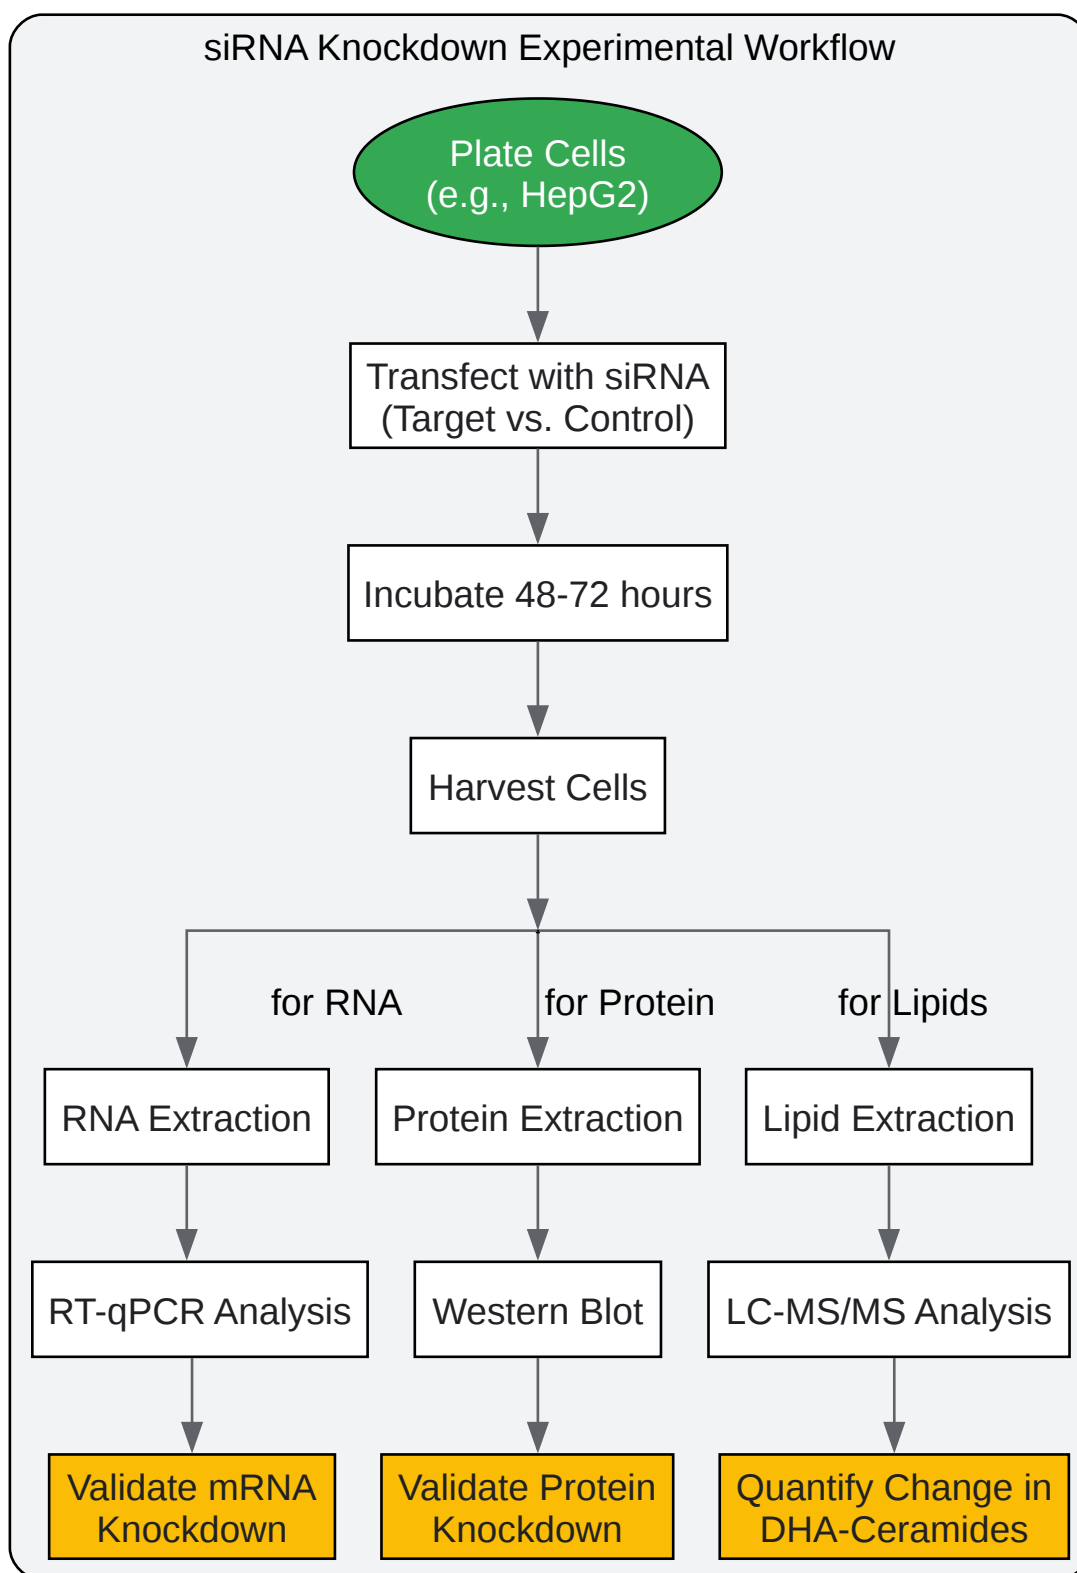 siRNA Knockdown Experimental Workflow
Plate Cells
(e.g., HepG2)
Transfect with siRNA
(Target vs. Control)
Incubate 48-72 hours
Harvest Cells
for RNA
for Protein
for Lipids
RNA Extraction
Protein Extraction
Lipid Extraction
RT-qPCR Analysis
Western Blot
LC-MS/MS Analysis
Validate mRNA
Knockdown
Validate Protein
Knockdown
Quantify Change in
DHA-Ceramides